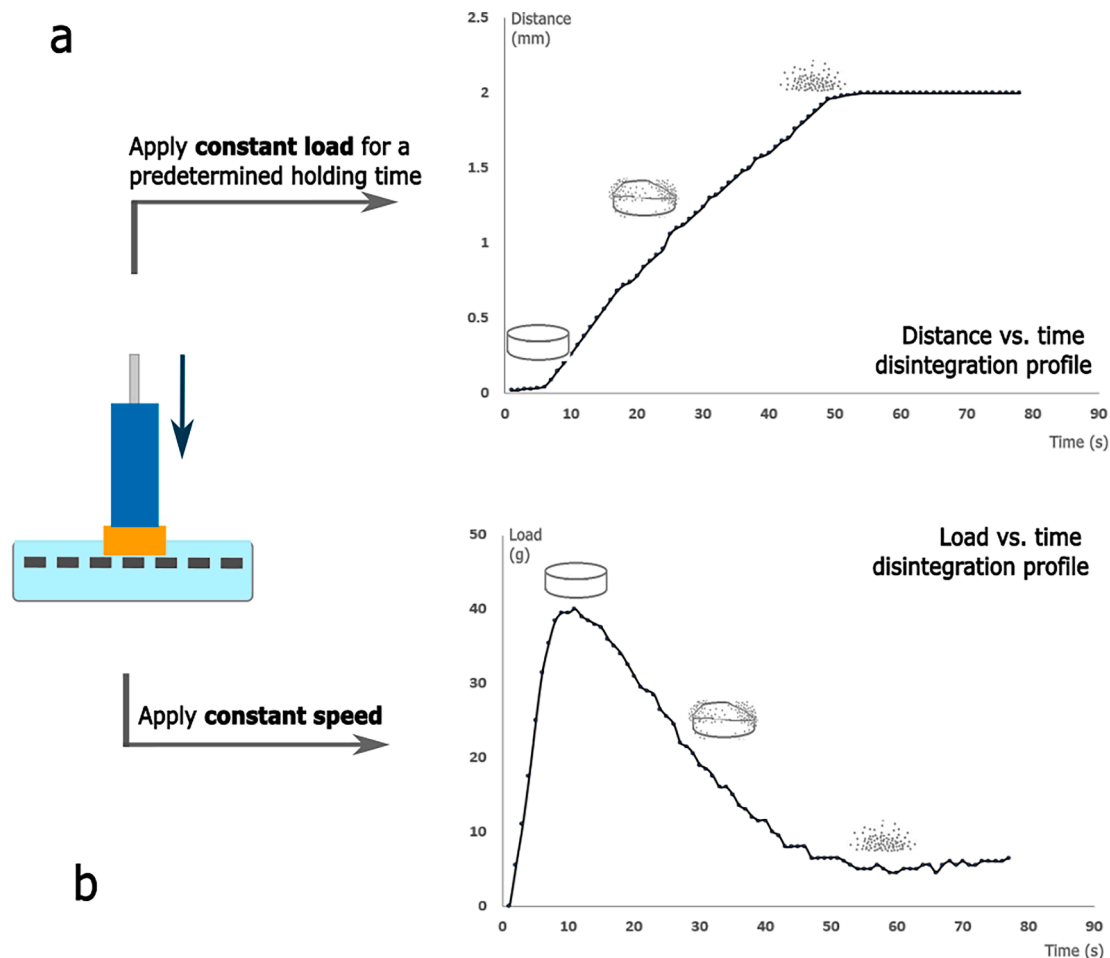 a
Apply constant load for a
predetermined holding time
Distance
(mm)
2.5
2
1.5
1
0.5
0
0 10 20 30 40 50 60 70 80 90
Time (s)
Distance vs. time
disintegration profile
Apply constant speed
b
Load
(g)
50
40
30
20
10
0
0 10 20 30 40 50 60 70 80 90
Time (s)
Load vs. time
disintegration profile